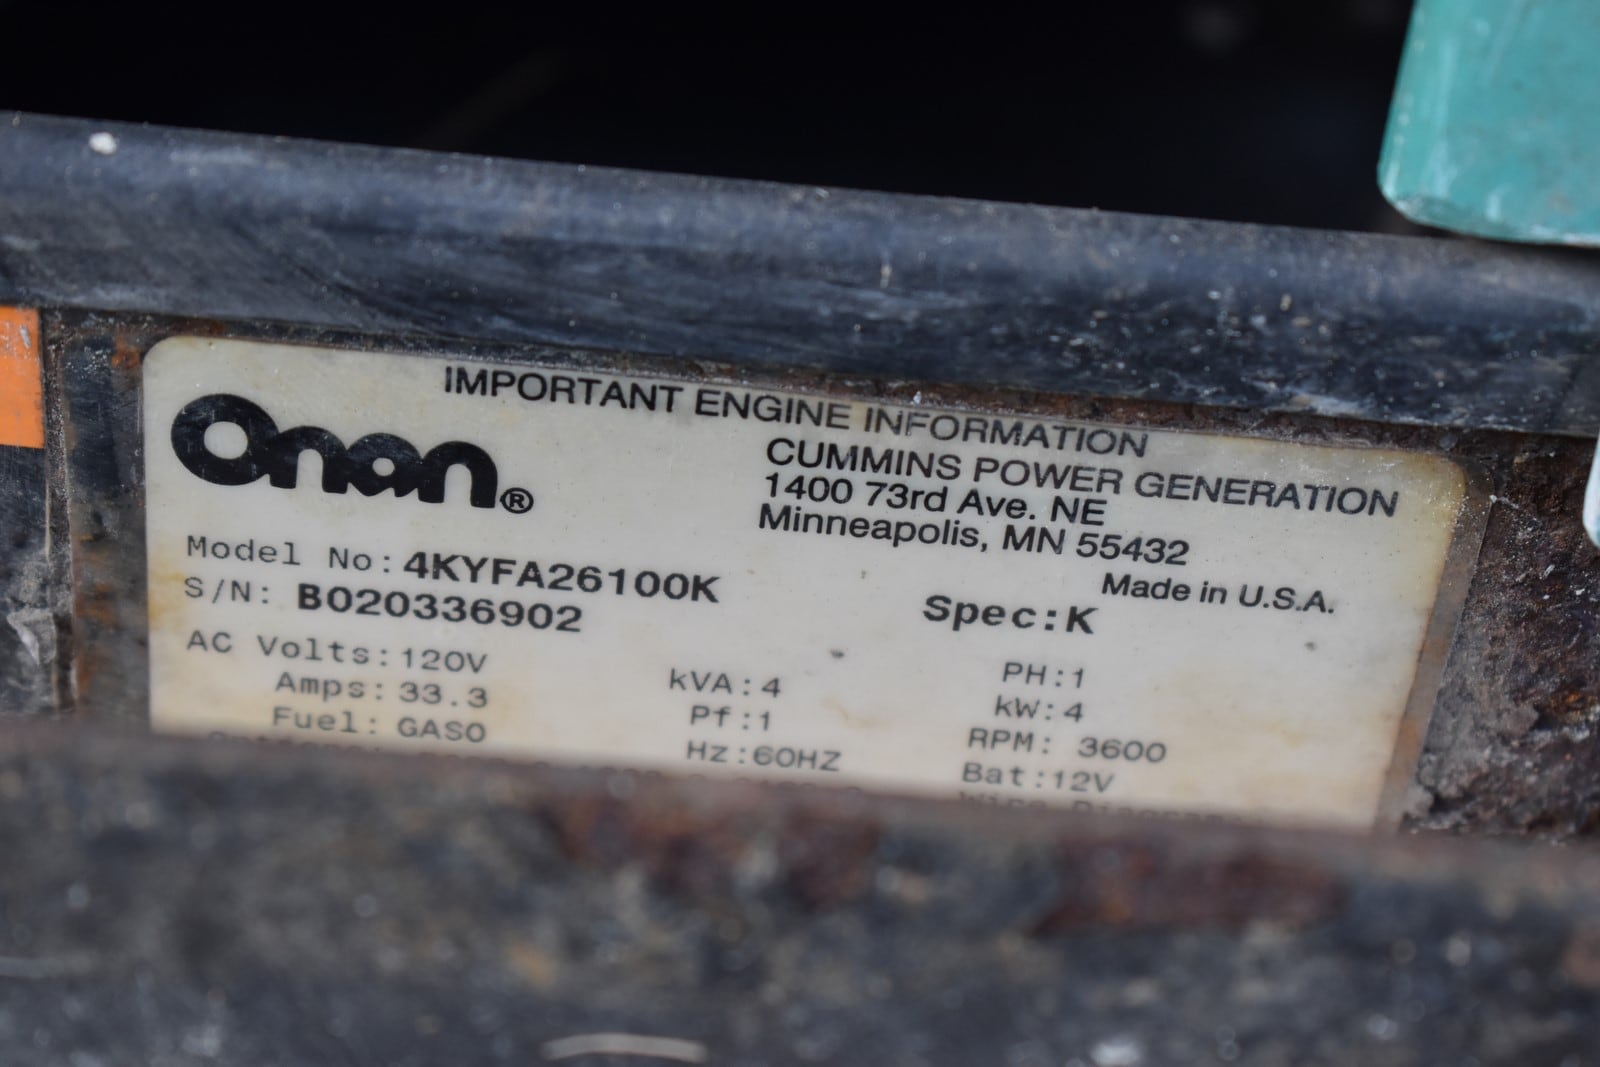 IMPORTANT ENGINE INFORMATION
Onan®
CUMMINS POWER GENERATION
1400 73rd Ave. NE
Minneapolis, MN 55432
Made in U.S.A.
Model No: 4KYFA26100K
Spec:K
S/N: B020336902
AC Volts: 120V
kVA: 4
PH:1
Amps: 33.3
Pf:1
kW: 4
Fuel: GASO
Hz:60HZ
RPM: 3600
Bat:12V